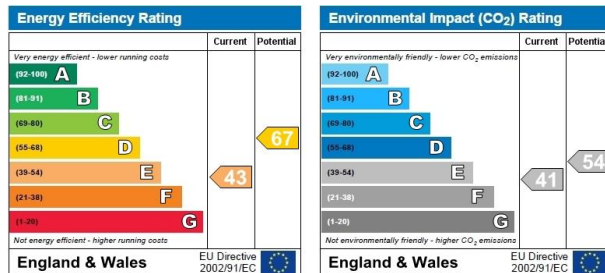 Energy Efficiency Rating
Current Potential
Very energy efficient - lower running costs
(92-100) A
(81-91) B
(69-80) C
(55-68) D
67
(39-54) E
43
(21-38) F
(1-20) G
Not energy efficient - higher running costs
England & Wales
EU Directive
2002/91/EC
Environmental Impact (CO₂) Rating
Current Potential
Very environmentally friendly - lower CO₂ emissions
(92-100) A
(81-91) B
(69-80) C
(55-68) D
(39-54) E
54
41
(21-38) F
(1-20) G
Not environmentally friendly - higher CO₂ emissions
England & Wales
EU Directive
2002/91/EC